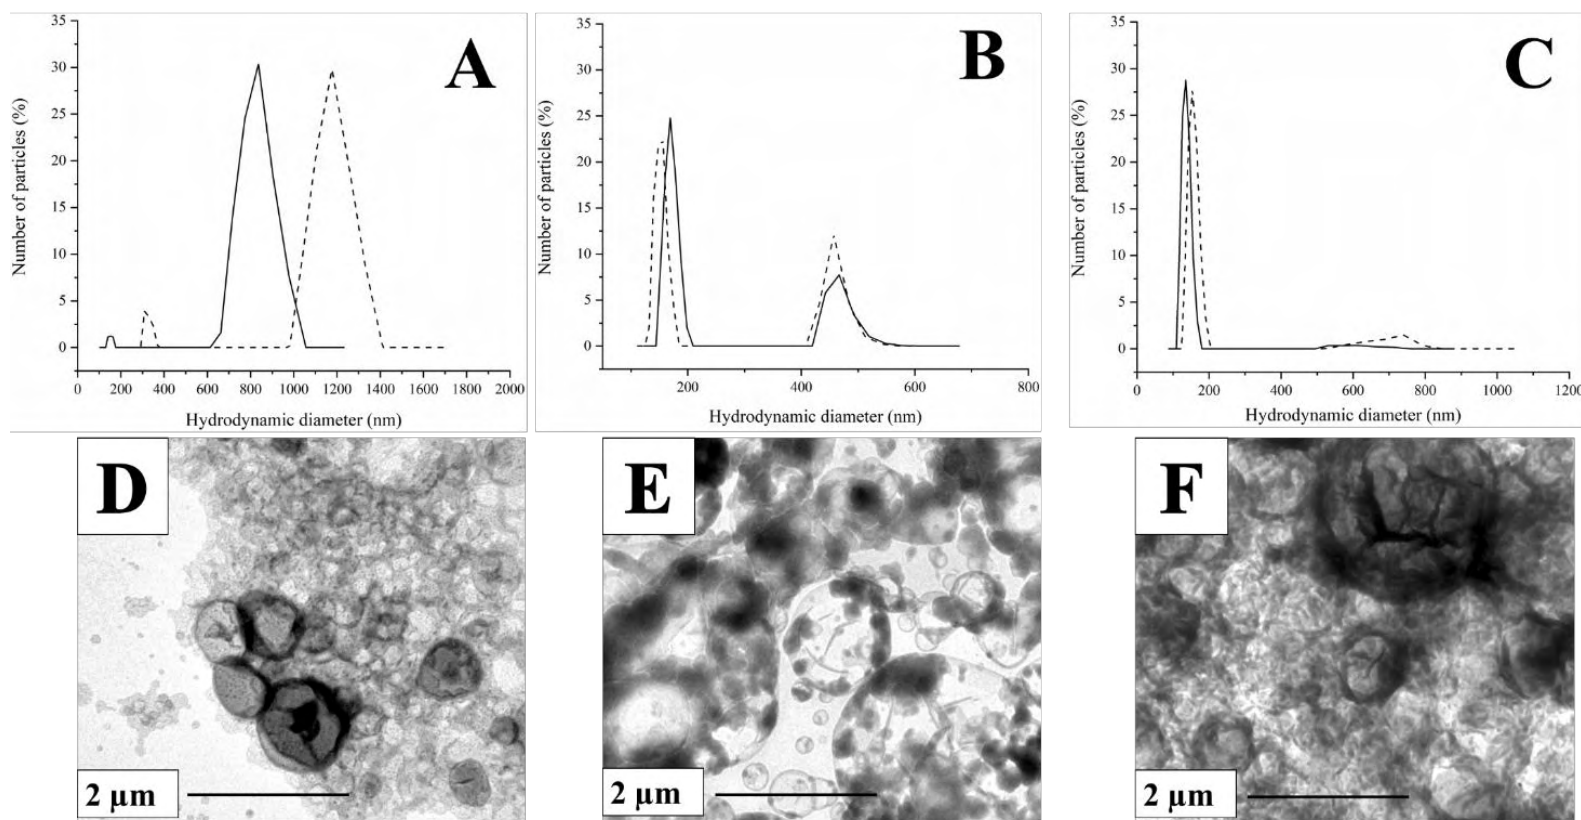 A
Number of particles (%)
35
30
25
20
15
10
5
0
0 200 400 600 800 1000 1200 1400 1600 1800 2000
Hydrodynamic diameter (nm)
B
Number of particles (%)
35
30
25
20
15
10
5
0
200 400 600 800
Hydrodynamic diameter (nm)
C
Number of particles (%)
35
30
25
20
15
10
5
0
0 200 400 600 800 1000 1200
Hydrodynamic diameter (nm)
D
2 µm
E
2 µm
F
2 µm